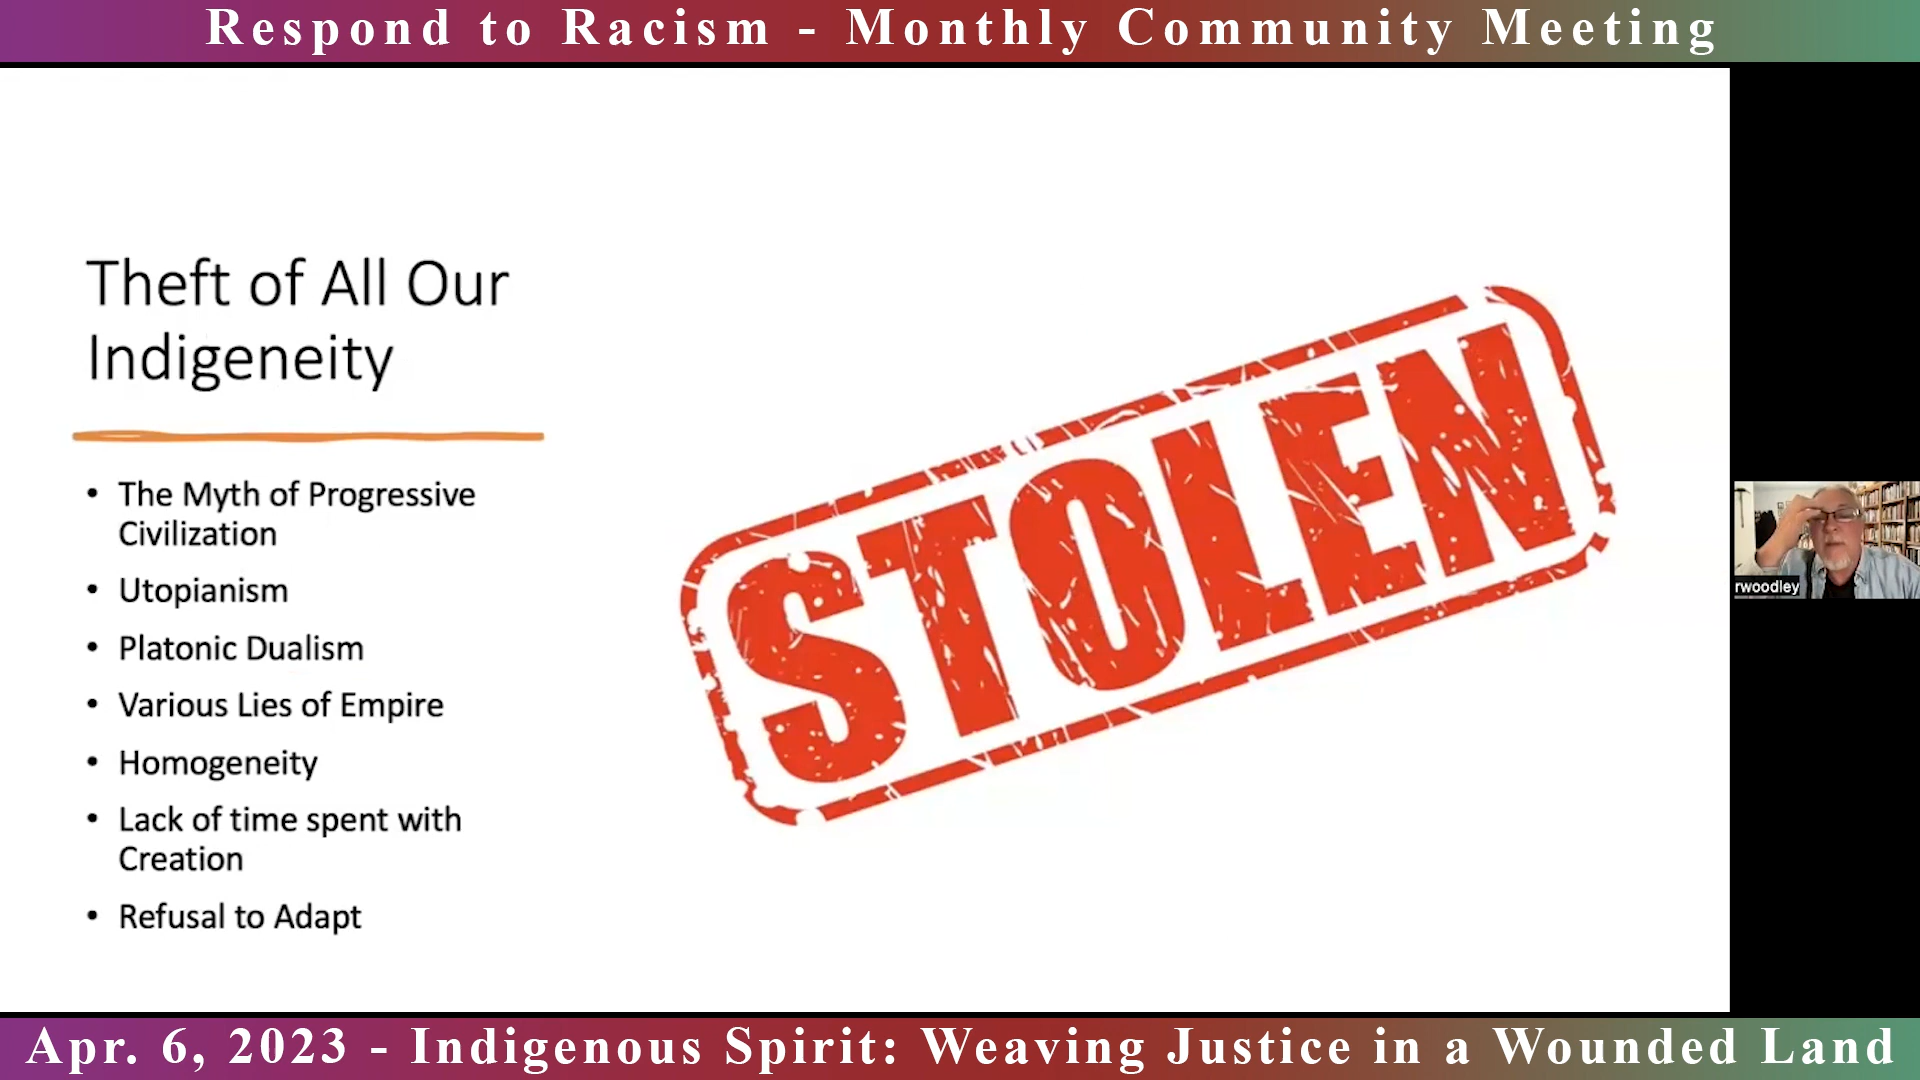 Respond to Racism - Monthly Community Meeting
Theft of All Our
Indigeneity
• The Myth of Progressive
Civilization
• Utopianism
• Platonic Dualism
• Various Lies of Empire
• Homogeneity
• Lack of time spent with
Creation
• Refusal to Adapt
STOLEN
rwoodley
Apr. 6, 2023 - Indigenous Spirit: Weaving Justice in a Wounded Land